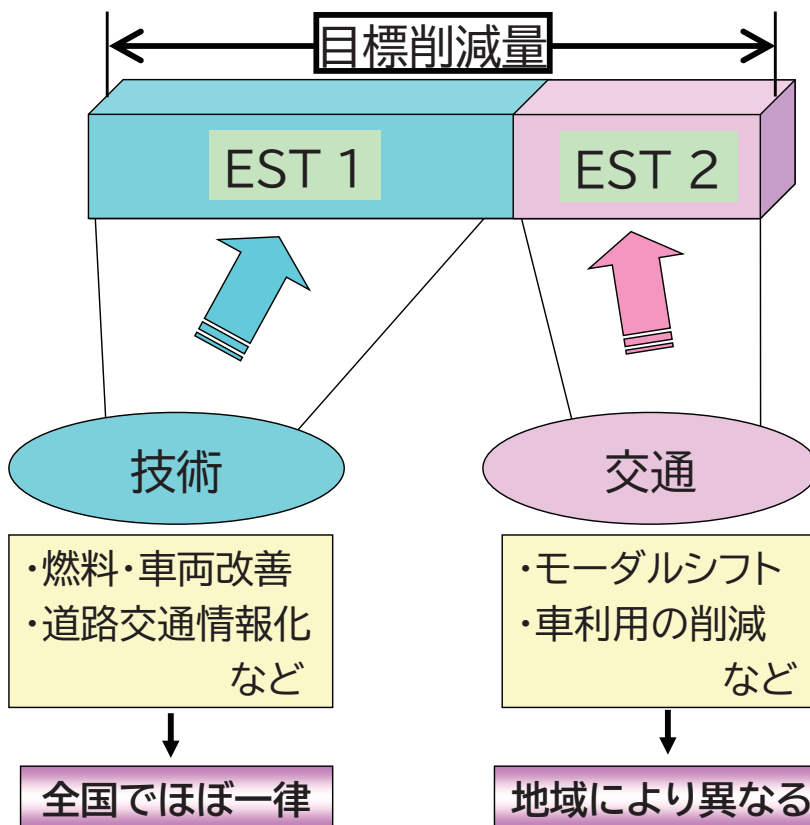 目標削減量
EST 1
EST 2
技術
交通
・燃料・車両改善
・道路交通情報化
など
・モーダルシフト
・車利用の削減
など
全国でほぼ一律
地域により異なる